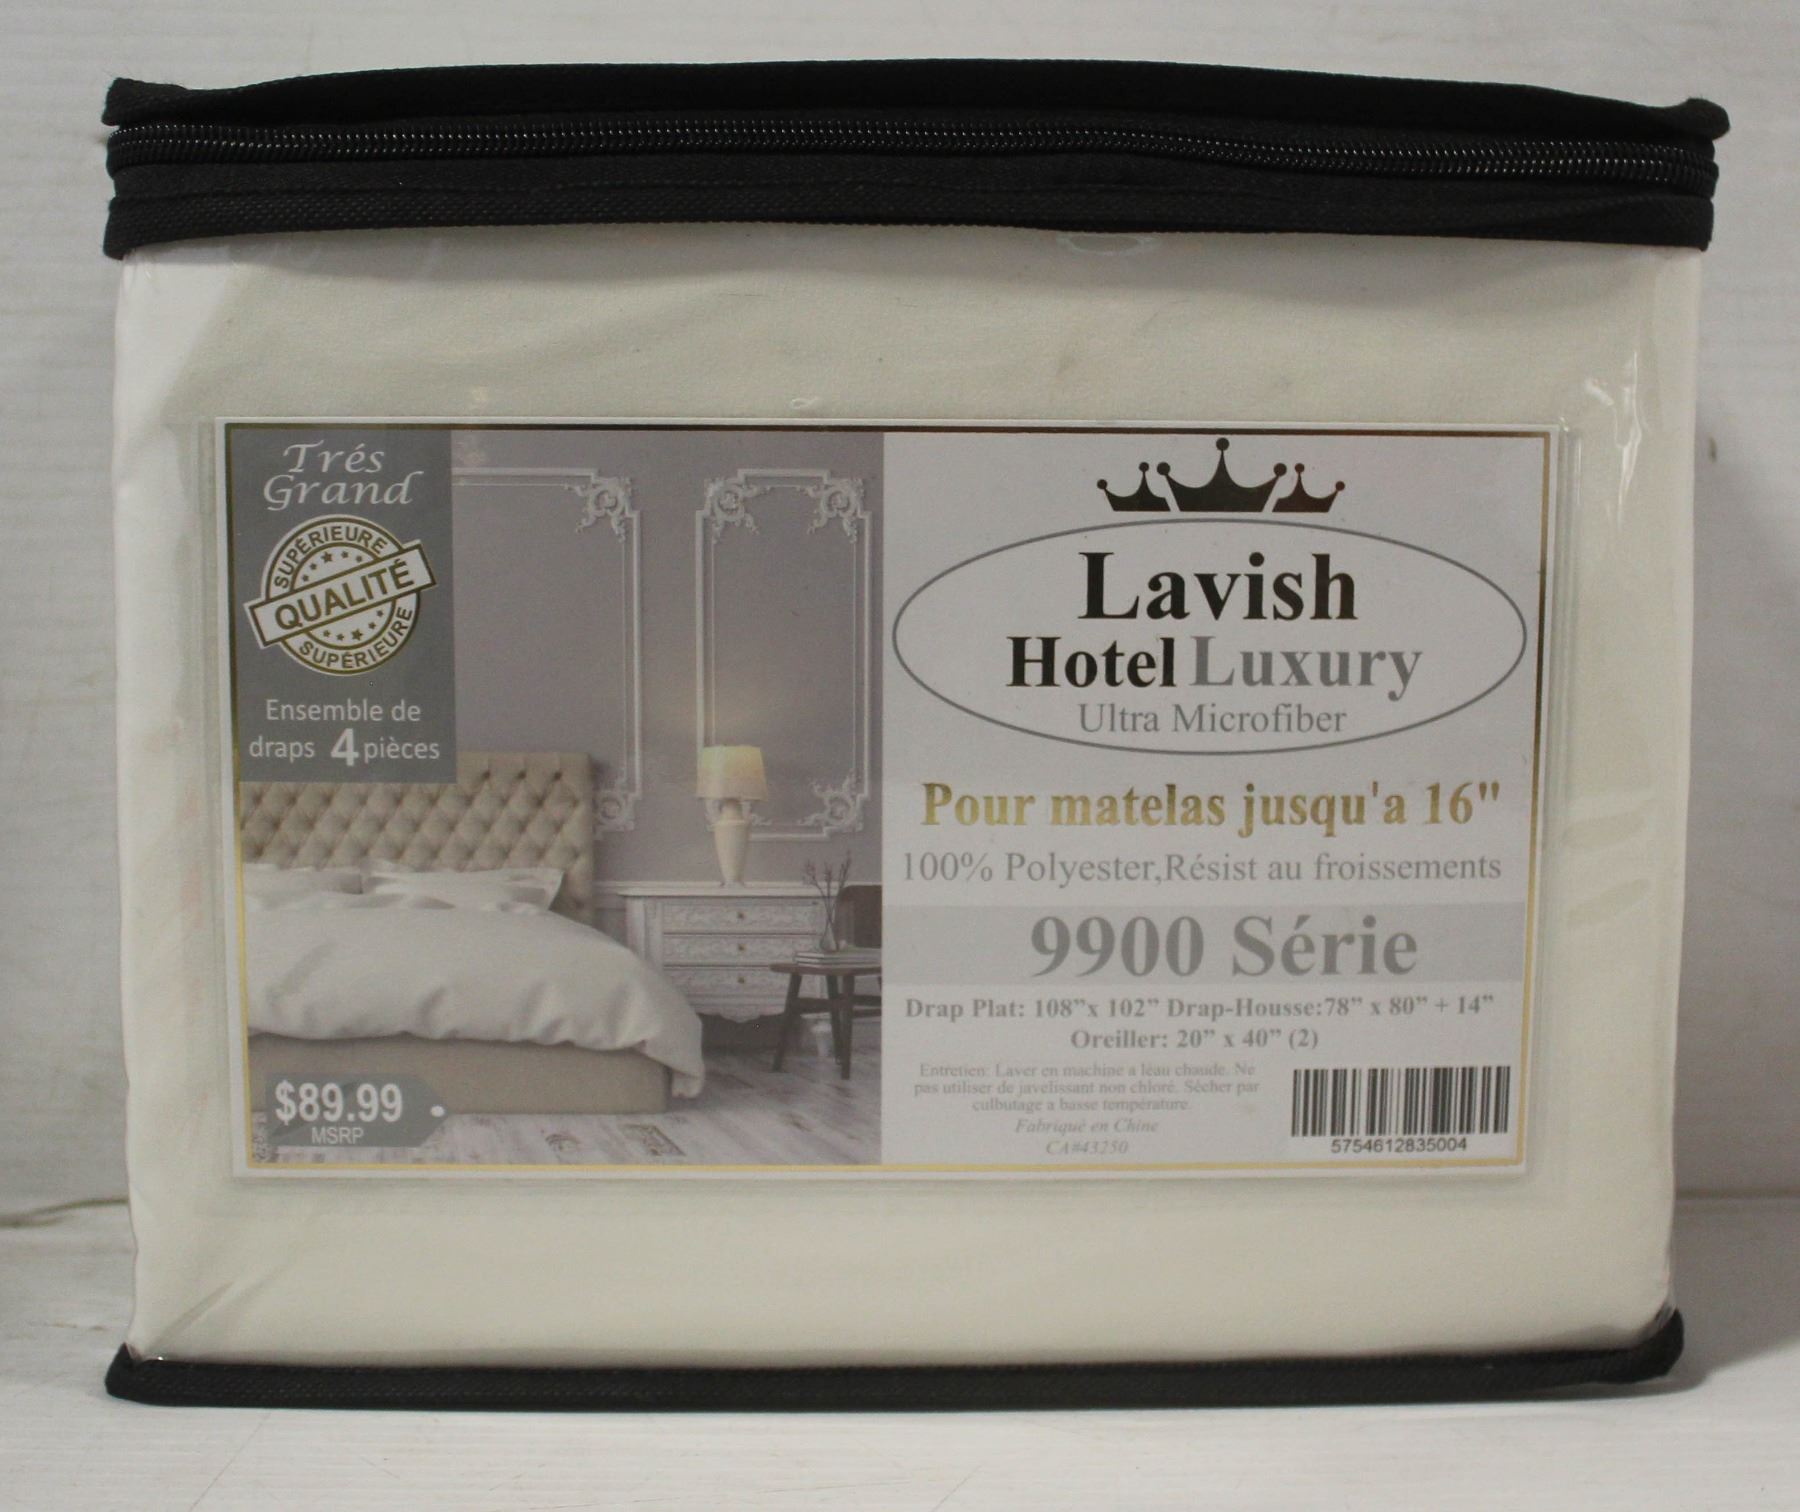 Trés
Grand
SUPÉRIEURE
QUALITÉ
SUPÉRIEURE
Ensemble de
draps 4 pièces
$89.99
MSRP
Lavish
Hotel Luxury
Ultra Microfiber
Pour matelas jusqu'a 16"
100% Polyester,Résist au froissements
9900 Série
Drap Plat: 108”x 102” Drap-Housse:78” x 80” + 14”
Oreiller: 20” x 40” (2)
Entretien: Laver en machine a léau chaude. Ne
pas utiliser de javelissant non chloré. Sécher par
culbutage a basse température.
Fabriqué en Chine
CA#43250
5754612835004